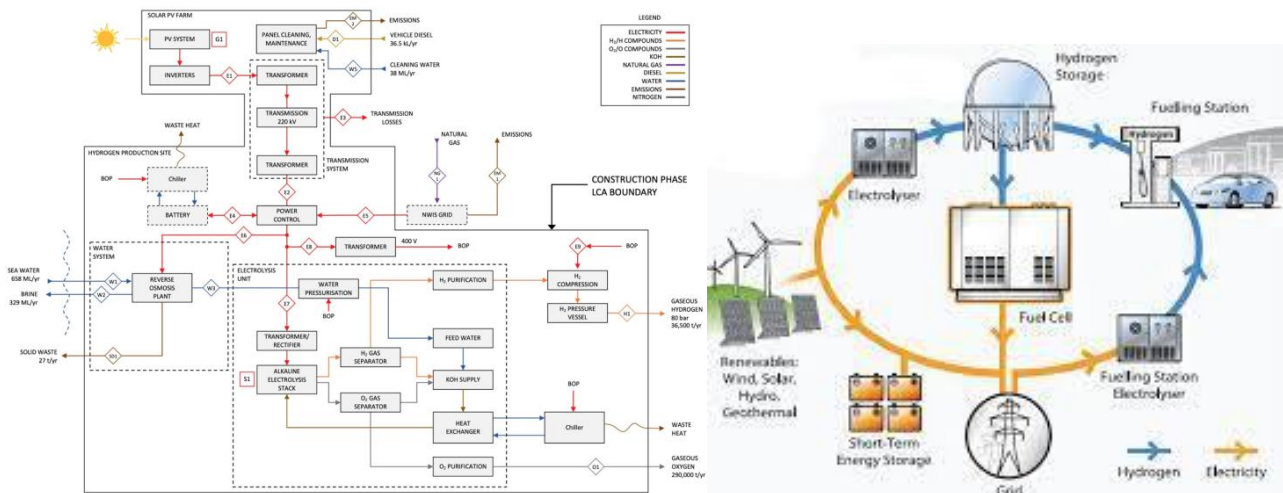 SOLAR PV FARM
PV SYSTEM
G1
INVERTERS
E1
PANEL CLEANING,
MAINTENANCE
EMISSIONS
D1
VEHICLE DIESEL
36.5 kL/yr
W5
CLEANING WATER
38 ML/yr
TRANSFORMER
TRANSMISSION
220 kV
E3
TRANSMISSION
LOSSES
TRANSFORMER
TRANSMISSION
SYSTEM
LEGEND
ELECTRICITY
H₂/H COMPOUNDS
O₂/O COMPOUNDS
KOH
NATURAL GAS
DIESEL
WATER
EMISSIONS
NITROGEN
WASTE HEAT
HYDROGEN PRODUCTION SITE
BOP
Chiller
BATTERY
E4
E2
POWER
CONTROL
E5
NATURAL
GAS
EMISSIONS
NWIS GRID
CONSTRUCTION PHASE
LCA BOUNDARY
E6
E8
TRANSFORMER
400 V
BOP
E9
BOP
WATER
SYSTEM
SEA WATER
658 ML/yr
W1
BRINE
329 ML/yr
W2
REVERSE
OSMOSIS
PLANT
W3
SOLID WASTE
27 t/yr
SO1
ELECTROLYSIS
UNIT
WATER
PRESSURISATION
BOP
E7
H₂ PURIFICATION
H₂
COMPRESSION
H₂ PRESSURE
VESSEL
H1
GASEOUS
HYDROGEN
80 bar
36,500 t/yr
TRANSFORMER/
RECTIFIER
FEED WATER
S1
ALKALINE
ELECTROLYSIS
STACK
H₂ GAS
SEPARATOR
KOH SUPPLY
O₂ GAS
SEPARATOR
BOP
HEAT
EXCHANGER
Chiller
WASTE
HEAT
O₂ PURIFICATION
O1
GASEOUS
OXYGEN
290,000 t/yr
Hydrogen
Storage
Fuelling Station
Hydrogen
Electrolyser
Fuel Cell
Renewables:
Wind, Solar,
Hydro,
Geothermal
Short-Term
Energy Storage
Fuelling Station
Electrolyser
Grid
Hydrogen
Electricity